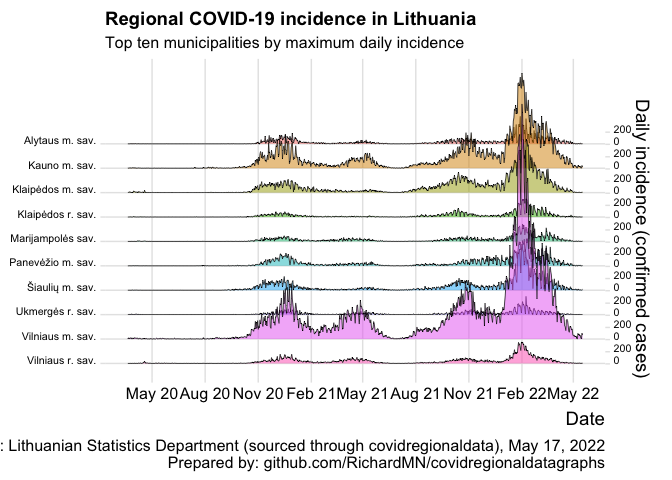 Regional COVID-19 incidence in Lithuania
Top ten municipalities by maximum daily incidence
Alytaus m. sav.
Kauno m. sav.
Klaipėdos m. sav.
Klaipėdos r. sav.
Marijampolės sav.
Panevėžio m. sav.
Šiaulių m. sav.
Ukmergės r. sav.
Vilniaus m. sav.
Vilniaus r. sav.
200
0
200
0
200
0
200
0
200
0
200
0
200
0
200
0
200
0
200
0
Daily incidence (confirmed cases)
May 20 Aug 20 Nov 20 Feb 21 May 21 Aug 21 Nov 21 Feb 22 May 22
Date
: Lithuanian Statistics Department (sourced through covidregionaldata), May 17, 2022
Prepared by: github.com/RichardMN/covidregionaldatagraphs